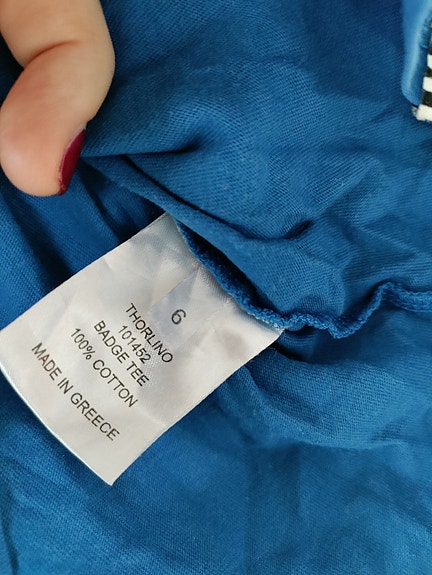 6
THORLINO
101452
BADGE TEE
100% COTTON
MADE IN GREECE